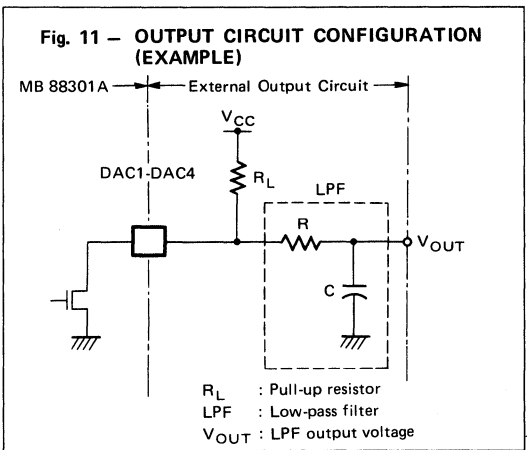 Fig. 11 – OUTPUT CIRCUIT CONFIGURATION
(EXAMPLE)
MB 88301A
External Output Circuit
VCC
DAC1-DAC4
RL
LPF
R
VOUT
C
RL : Pull-up resistor
LPF : Low-pass filter
VOUT : LPF output voltage